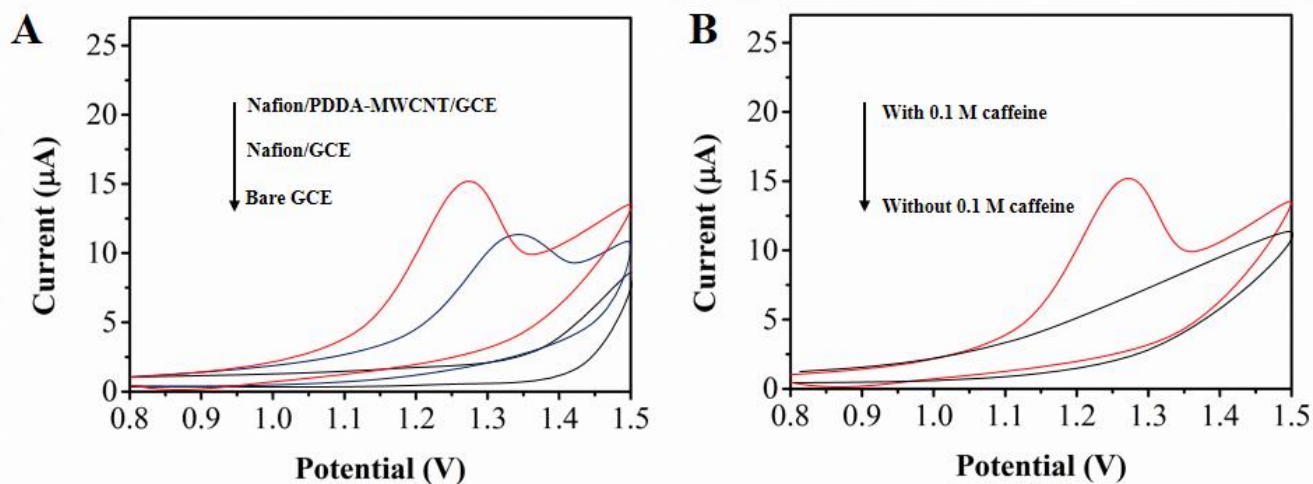 A
25
20
15
10
5
0
Current (µA)
Nafion/PDDA-MWCNT/GCE
Nafion/GCE
Bare GCE
0.8 0.9 1.0 1.1 1.2 1.3 1.4 1.5
Potential (V)
B
25
20
15
10
5
0
Current (µA)
With 0.1 M caffeine
Without 0.1 M caffeine
0.8 0.9 1.0 1.1 1.2 1.3 1.4 1.5
Potential (V)